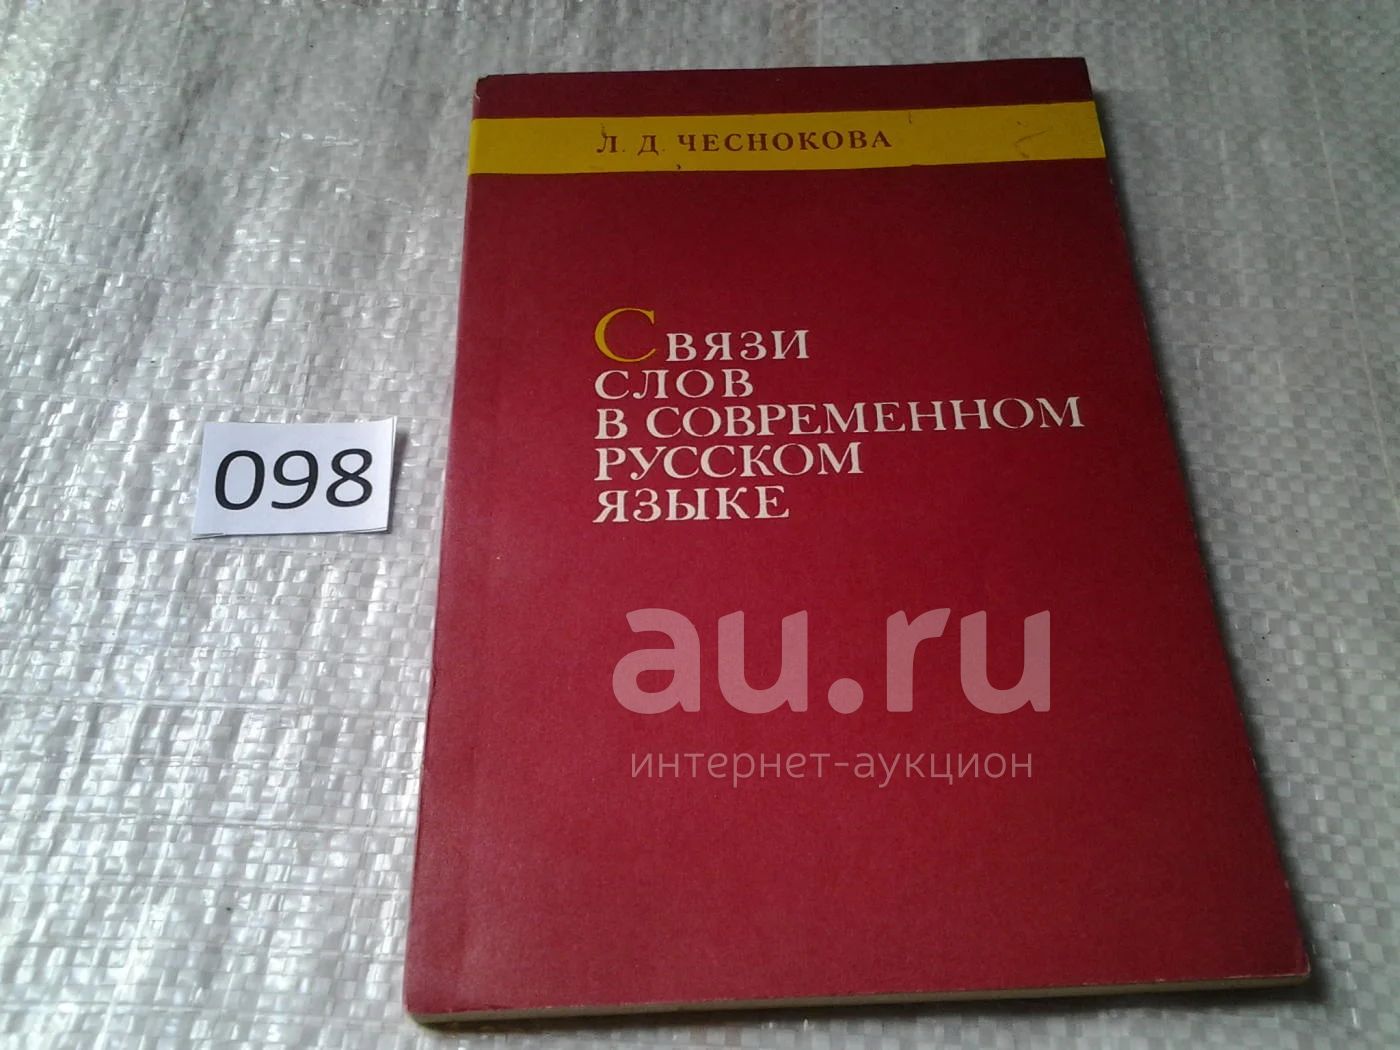 Л. Д. ЧЕСНОКОВА
СВЯЗИ
СЛОВ
В СОВРЕМЕННОМ
РУССКОМ
ЯЗЫКЕ
098
au.ru
интернет-аукцион